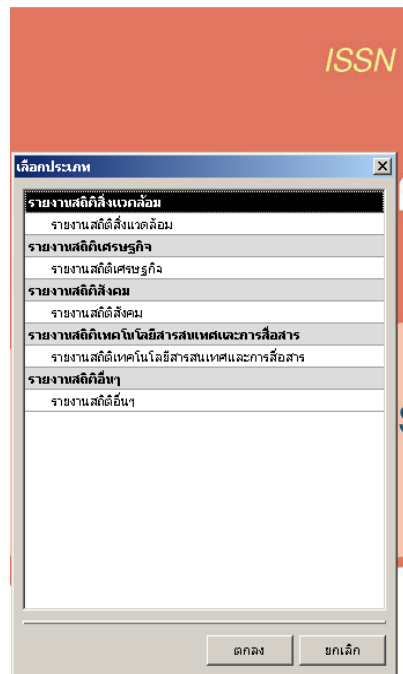 ISSN
เลือกประเภท
รายงานสถิติสิ่งแวดล้อม
รายงานสถิติสิ่งแวดล้อม
รายงานสถิติเศรษฐกิจ
รายงานสถิติเศรษฐกิจ
รายงานสถิติสังคม
รายงานสถิติสังคม
รายงานสถิติเทคโนโลยีสารสนเทศและการสื่อสาร
รายงานสถิติเทคโนโลยีสารสนเทศและการสื่อสาร
รายงานสถิติอื่นๆ
รายงานสถิติอื่นๆ
ตกลง ยกเลิก